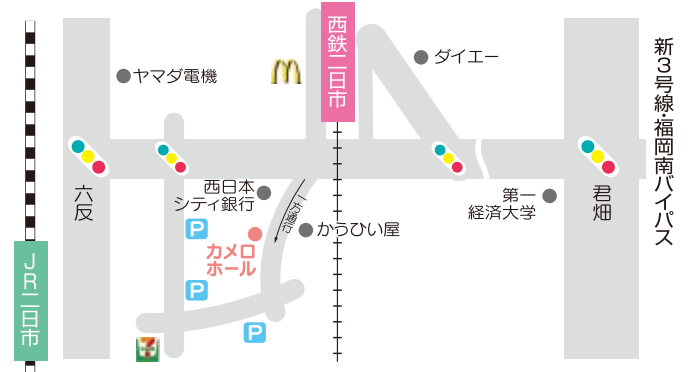 西鉄二日市
ダイエー
ヤマダ電機
新3号線・福岡南バイパス
六反
西日本
シティ銀行
一方通行
かうひい屋
第一
経済大学
君畑
カメロ
ホール
JR二日市
P
P
P